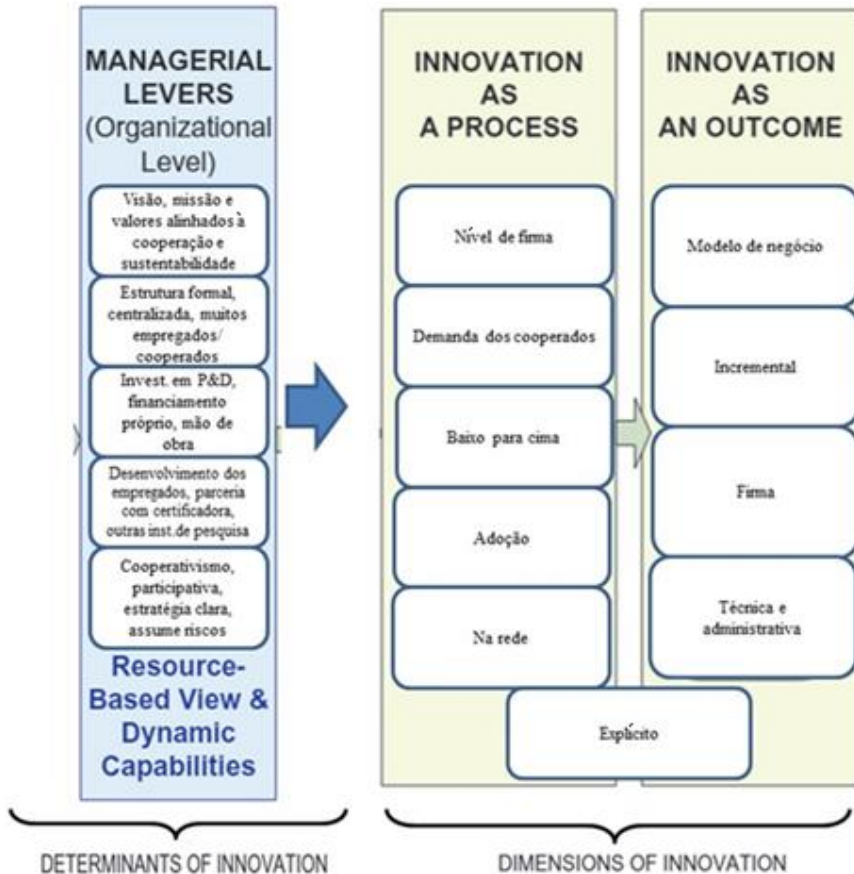 MANAGERIAL
LEVERS
(Organizational
Level)
Visão, missão e
valores alinhados à
cooperação e
sustentabilidade
Estrutura formal,
centralizada, muitos
empregados/
cooperados
Invest. em P&D,
financiamento
próprio, mão de
obra
Desenvolvimento dos
empregados, parceria
com certificadora,
outras inst.de pesquisa
Cooperativismo,
participativa,
estratégia clara,
assume riscos
Resource-
Based View &
Dynamic
Capabilities
DETERMINANTS OF INNOVATION
INNOVATION
AS
A PROCESS
Nível de firma
Demanda dos cooperados
Baixo para cima
Adoção
Na rede
INNOVATION
AS
AN OUTCOME
Modelo de negócio
Incremental
Firma
Técnica e
administrativa
Explícito
DIMENSIONS OF INNOVATION